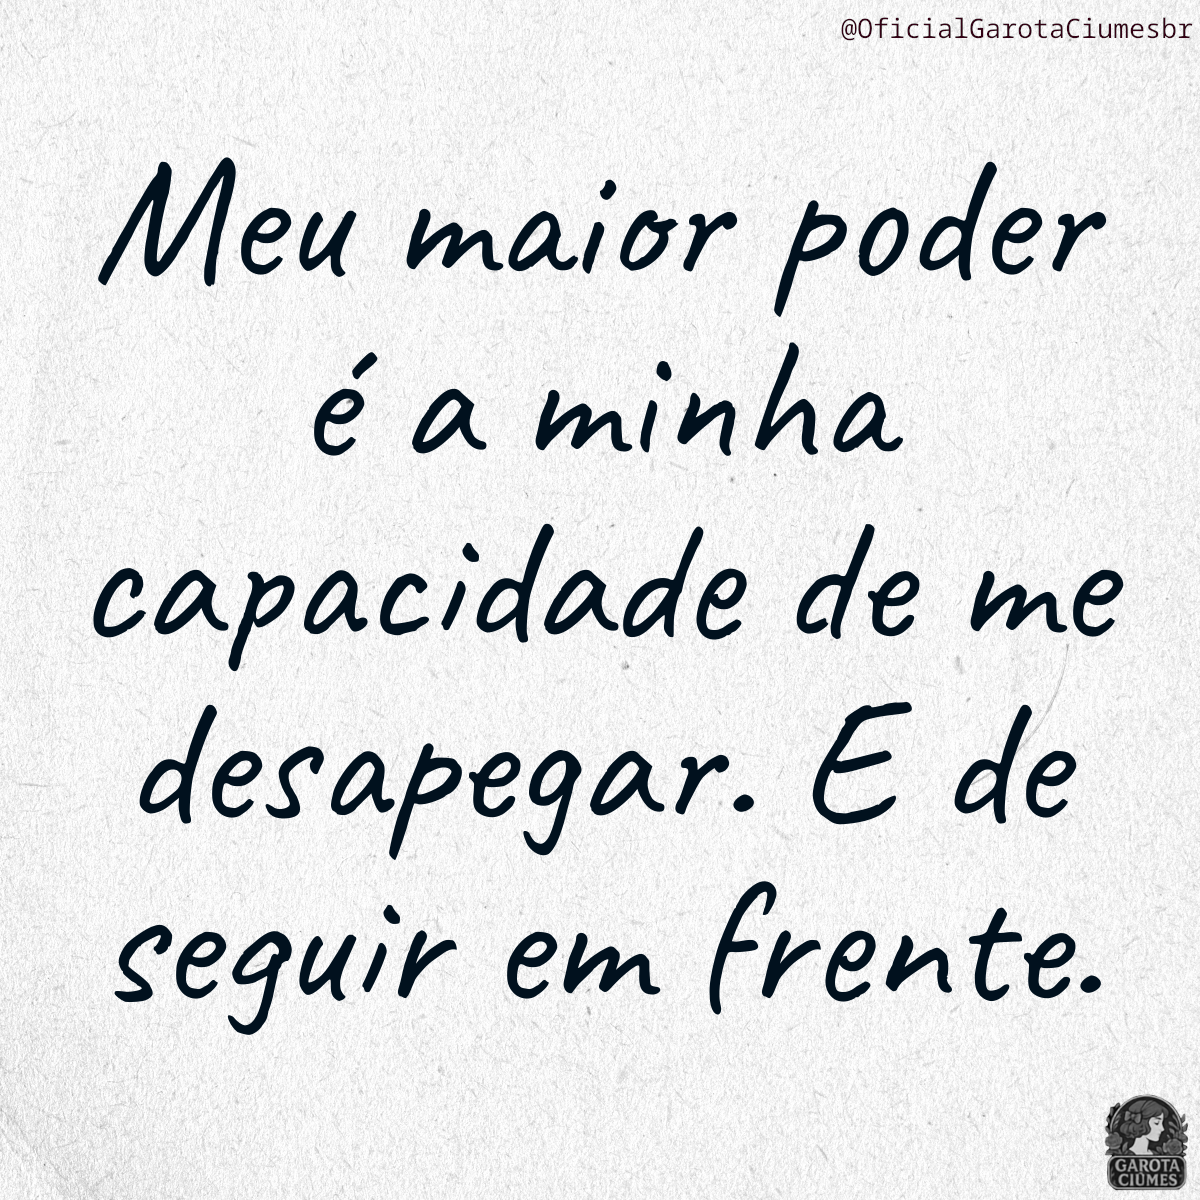 @OficialGarotaCiumesbr
Meu maior poder
é a minha
capacidade de me
desapegar. E de
seguir em frente.
GAROTA
CIÚMES